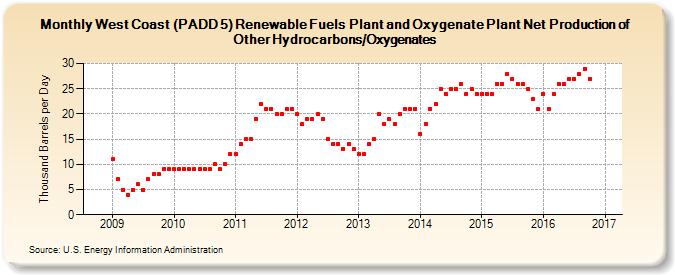 Monthly West Coast (PADD 5) Renewable Fuels Plant and Oxygenate Plant Net Production of
Other Hydrocarbons/Oxygenates
Thousand Barrels per Day
30
25
20
15
10
5
0
2009 2010 2011 2012 2013 2014 2015 2016 2017
Source: U.S. Energy Information Administration